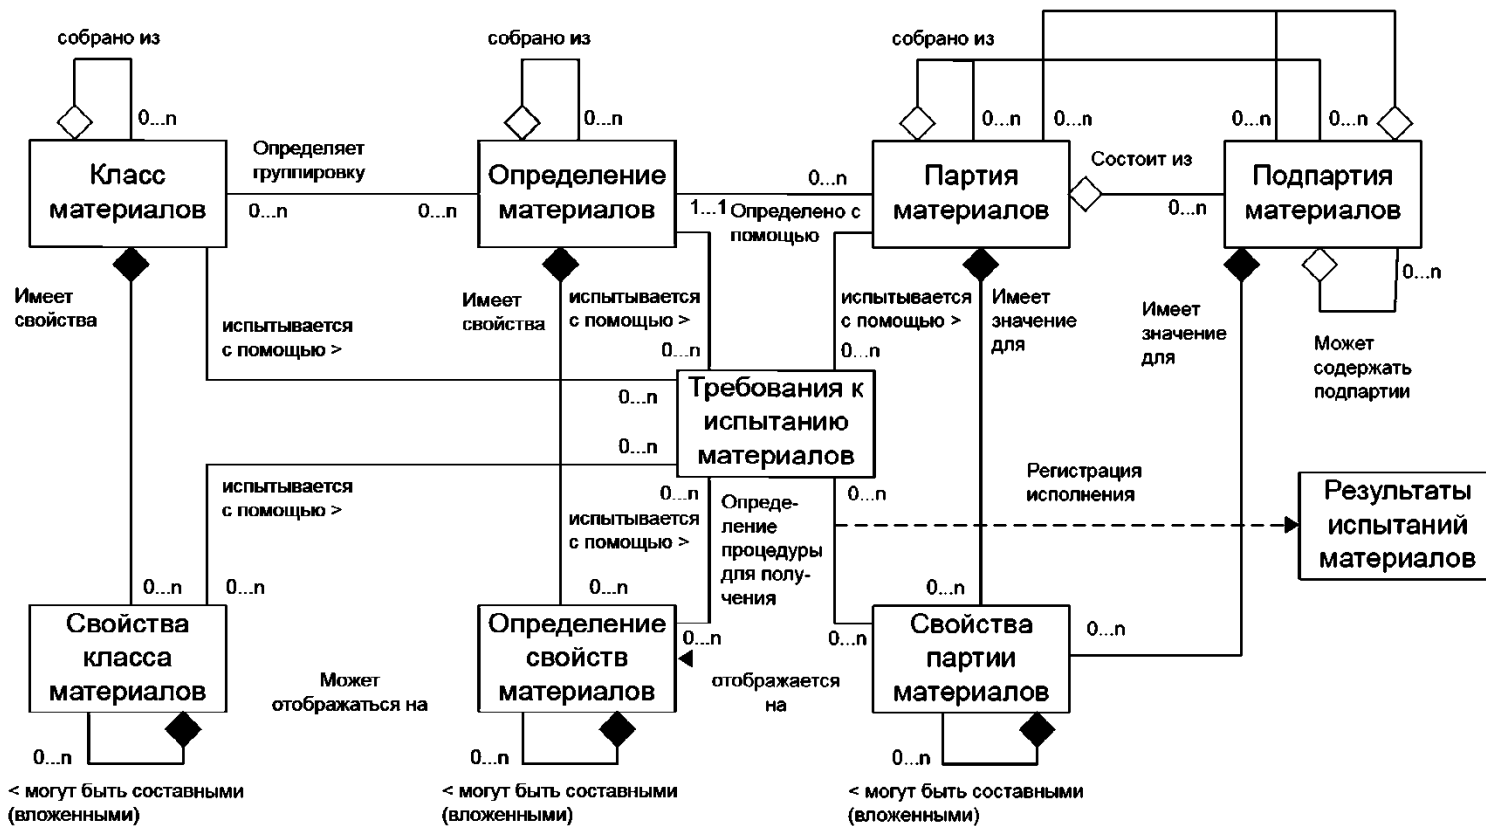 собрано из
собрано из
собрано из
0...n
0...n
0...n
0...n
0...n
0...n
Класс
материалов
Определяет
группировку
0...n
0...n
Определение
материалов
0...n
1...1
Определено с
помощью
Партия
материалов
Состоит из
0...n
Подпартия
материалов
Имеет
свойства
испытывается
с помощью >
Имеет
свойства
испытывается
с помощью >
0...n
испытывается
с помощью >
0...n
Имеет
значение
для
Имеет
значение
для
0...n
Может
содержать
подпартии
0...n
0...n
Требования к
испытанию
материалов
испытывается
с помощью >
0...n
испытывается
с помощью >
Опреде-
ление
процедуры
для полу-
чения
0...n
Регистрация
исполнения
Результаты
испытаний
материалов
0...n
0...n
0...n
0...n
0...n
0...n
0...n
Свойства
класса
материалов
Может
отображаться на
Определение
свойств
материалов
отображается
на
Свойства
партии
материалов
0...n
0...n
0...n
< могут быть составными
(вложенными)
< могут быть составными
(вложенными)
< могут быть составными
(вложенными)